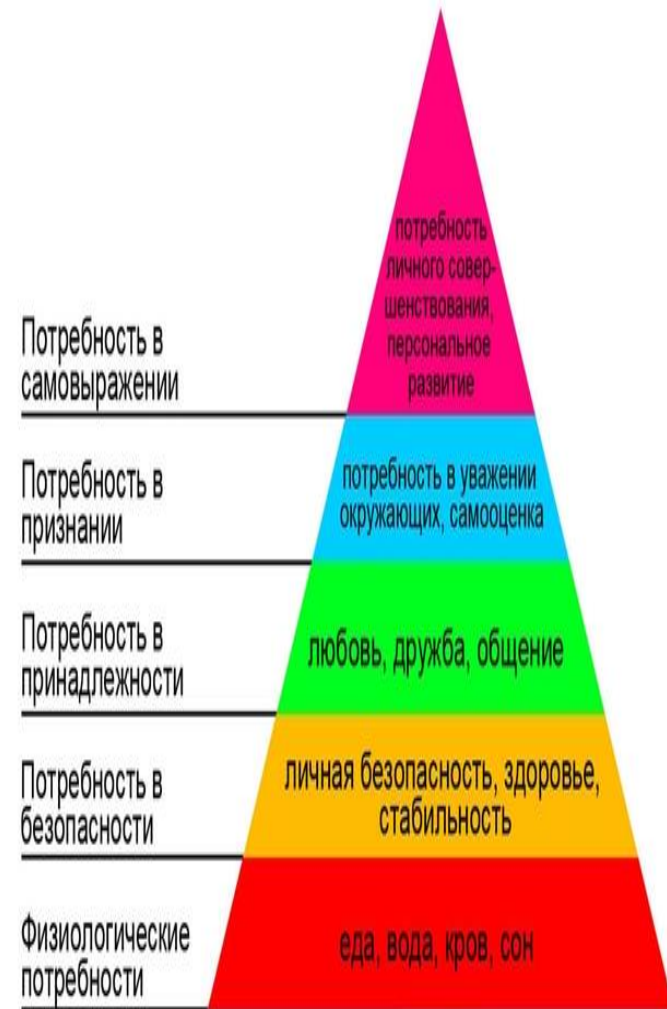 потребность
личного совер-
шенствования,
персональное
развитие
Потребность в
самовыражении
потребность в уважении
окружающих, самооценка
Потребность в
признании
любовь, дружба, общение
Потребность в
принадлежности
личная безопасность, здоровье,
стабильность
Потребность в
безопасности
еда, вода, кров, сон
Физиологические
потребности